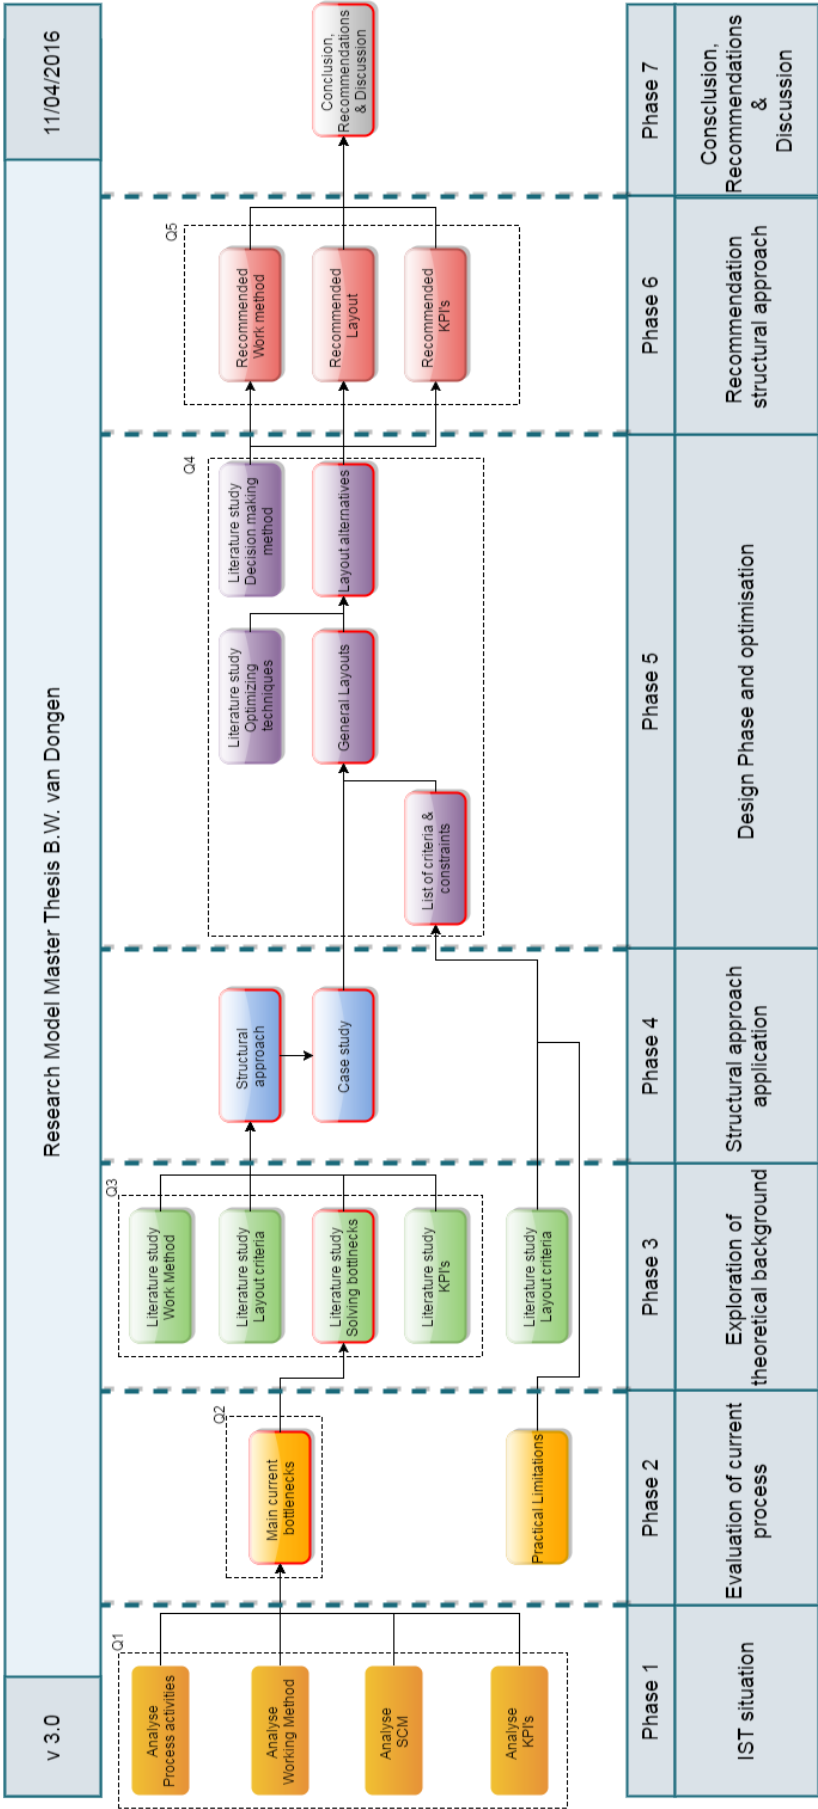 v 3.0
Research Model Master Thesis B.W. van Dongen
11/04/2016
Q1
Analyse
Process activities
Analyse
Working Method
Analyse
SCM
Analyse
KPI's
Q2
Main current
bottlenecks
Practical Limitations
Q3
Literature study
Work Method
Literature study
Layout criteria
Literature study
Solving bottlnecks
Literature study
KPI's
Literature study
Layout criteria
Structural
approach
Case study
Q4
List of criteria &
constraints
Literature study
Optimizing
techniques
General Layouts
Literature study
Decision making
method
Layout alternatives
Q5
Recommended
Work method
Recommended
Layout
Recommended
KPI's
Conclusion,
Recommendations
& Discussion
Phase 1
Phase 2
Phase 3
Phase 4
Phase 5
Phase 6
Phase 7
IST situation
Evaluation of current
process
Exploration of
theoretical background
Structural approach
application
Design Phase and optimisation
Recommendation
structural approach
Consclusion,
Recommendations
&
Discussion